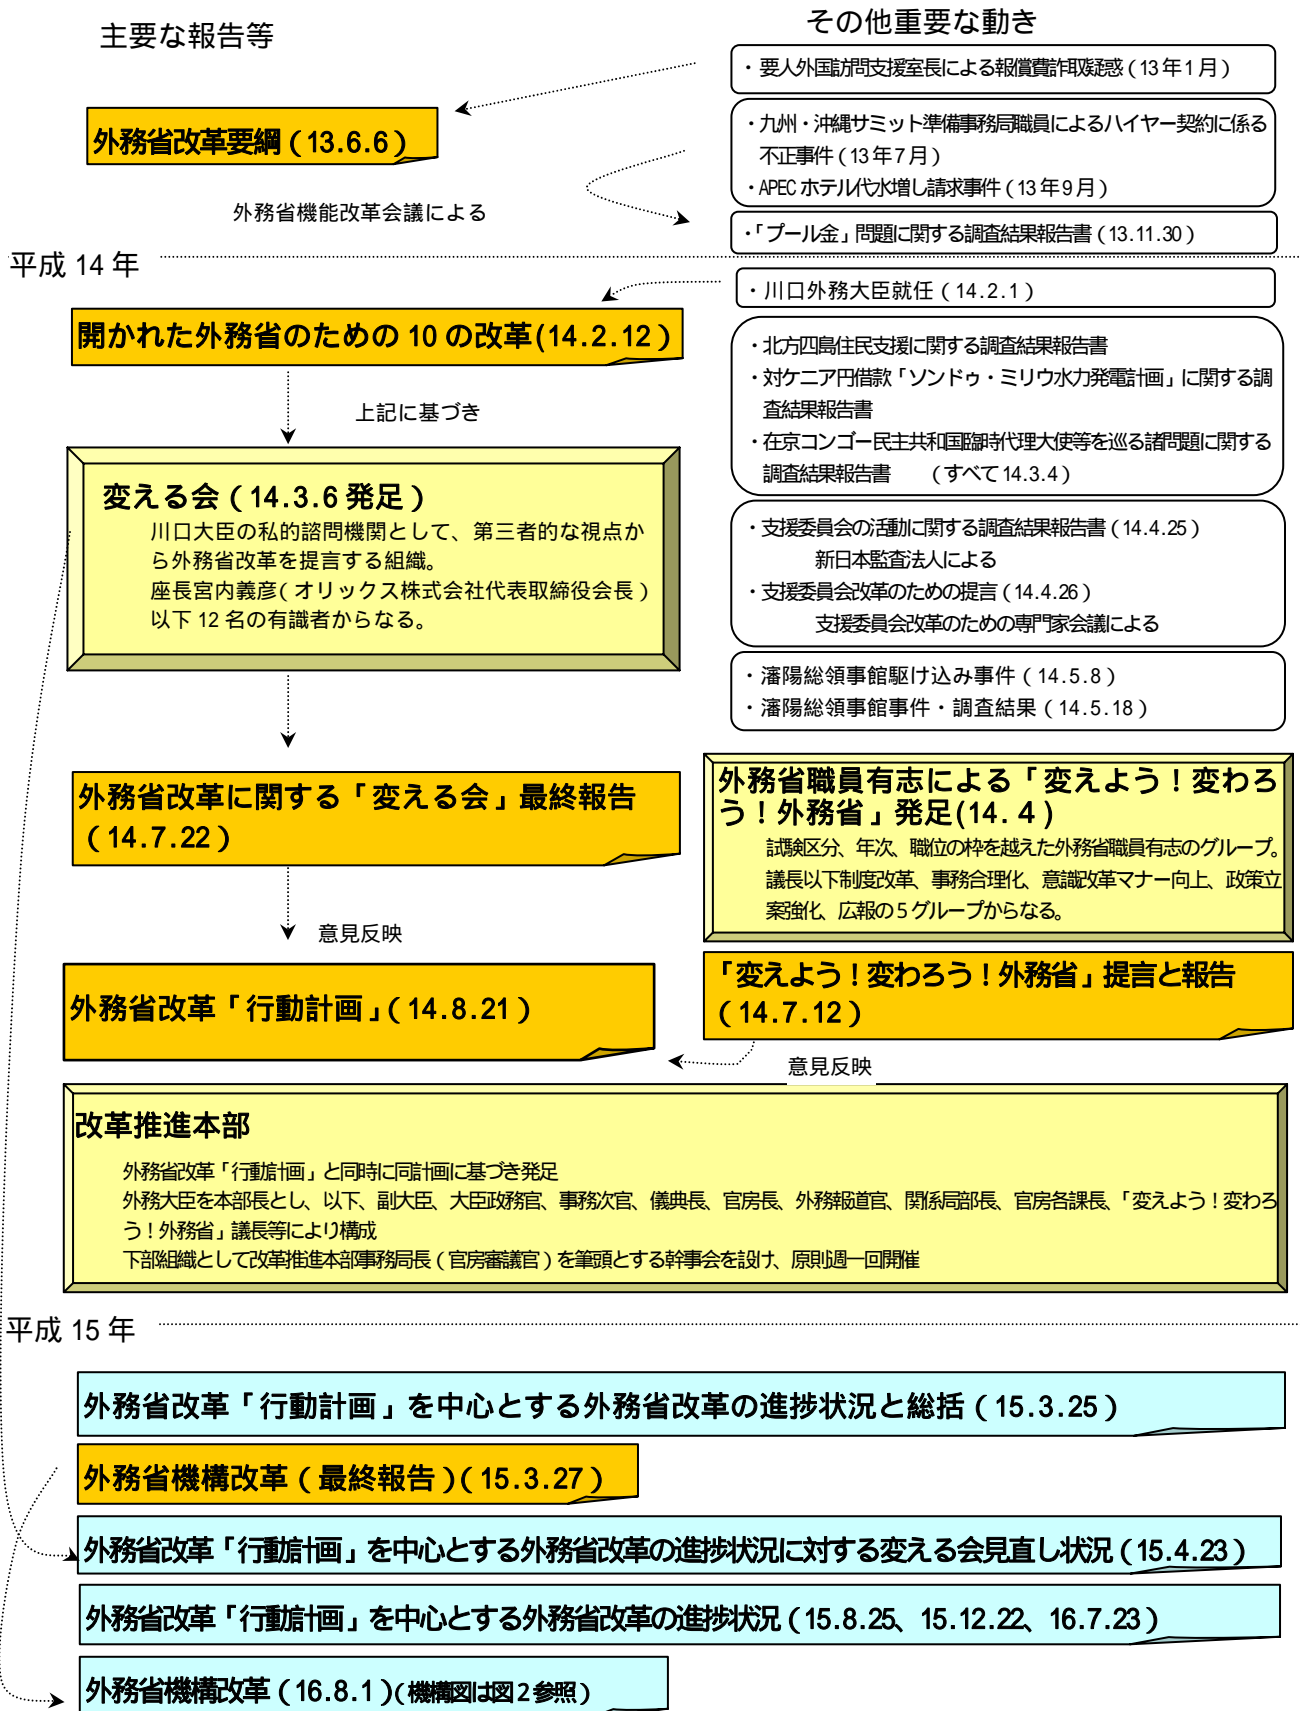 主要な報告等
その他重要な動き
・要人外国訪問支援室長による報償費詐取疑惑（13年1月）
外務省改革要綱（13.6.6）
・九州・沖縄サミット準備事務局職員によるハイヤー契約に係る
不正事件（13年7月）
・APECホテル代水増し請求事件（13年9月）
外務省機能改革会議による
・「プール金」問題に関する調査結果報告書（13.11.30）
平成 14 年
・川口外務大臣就任（14.2.1）
開かれた外務省のための 10 の改革(14.2.12）
・北方四島住民支援に関する調査結果報告書
・対ケニア円借款「ソンドゥ・ミリウ水力発電計画」に関する調
査結果報告書
・在京コンゴー民主共和国臨時代理大使等を巡る諸問題に関する
調査結果報告書　　（すべて14.3.4）
上記に基づき
変える会（14.3.6 発足）
川口大臣の私的諮問機関として、第三者的な視点か
ら外務省改革を提言する組織。
座長宮内義彦（オリックス株式会社代表取締役会長）
以下 12 名の有識者からなる。
・支援委員会の活動に関する調査結果報告書（14.4.25）
新日本監査法人による
・支援委員会改革のための提言（14.4.26）
支援委員会改革のための専門家会議による
・瀋陽総領事館駆け込み事件（14.5.8）
・瀋陽総領事館事件・調査結果（14.5.18）
外務省改革に関する「変える会」最終報告
（14.7.22）
外務省職員有志による「変えよう！変わろ
う！外務省」発足(14．4）
試験区分、年次、職位の枠を越えた外務省職員有志のグループ。
議長以下制度改革、事務合理化、意識改革マナー向上、政策立
案強化、広報の5グループからなる。
意見反映
外務省改革「行動計画」（14.8.21）
「変えよう！変わろう！外務省」提言と報告
（14.7.12）
意見反映
改革推進本部
外務省改革「行動計画」と同時に同計画に基づき発足
外務大臣を本部長とし、以下、副大臣、大臣政務官、事務次官、儀典長、官房長、外務報道官、関係局部長、官房各課長、「変えよう！変わろ
う！外務省」議長等により構成
下部組織として改革推進本部事務局長（官房審議官）を筆頭とする幹事会を設け、原則週一回開催
平成 15 年
外務省改革「行動計画」を中心とする外務省改革の進捗状況と総括（15.3.25）
外務省機構改革（最終報告）（15.3.27）
外務省改革「行動計画」を中心とする外務省改革の進捗状況に対する変える会見直し状況（15.4.23）
外務省改革「行動計画」を中心とする外務省改革の進捗状況（15.8.25、15.12.22、16.7.23）
外務省機構改革（16.8.1）（機構図は図2参照）